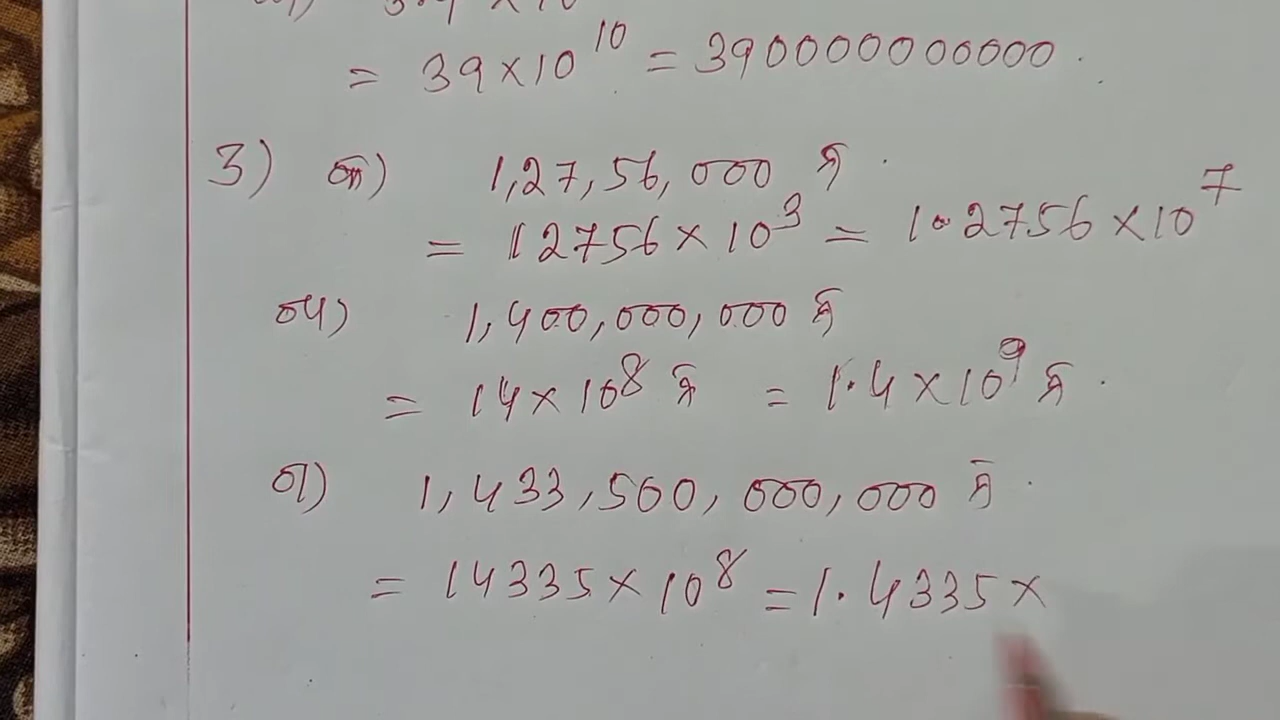 = 39×10^10 = 390000000000.
3) ক) 1,27,56,000 মি.
= 12756×10^3 = 1.2756×10^7
খ) 1,400,000,000 মি
= 14×10^8 মি = 1.4×10^9 মি.
গ) 1,433,500,000,000 মি.
= 14335×10^8 = 1.4335×